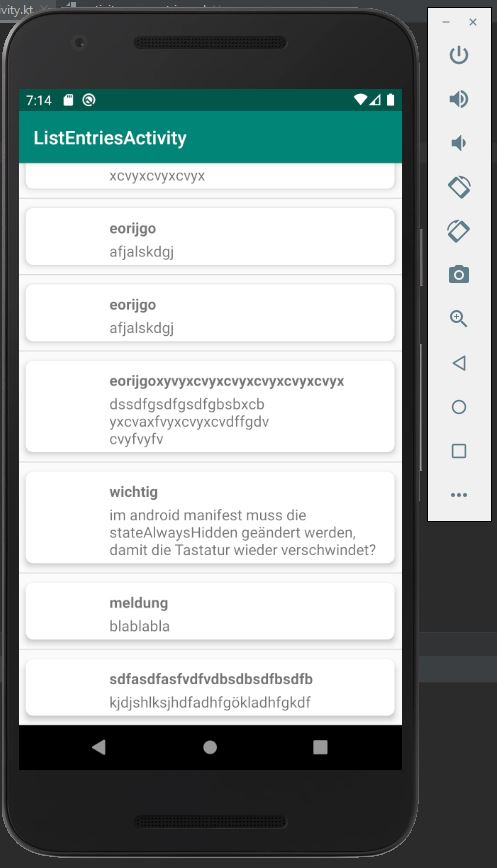 ivity.kt
7:14
ListEntriesActivity
xcvyxcvyxcvyx
eorijgo
afjalskdgj
eorijgo
afjalskdgj
eorijgoxyvyxcvyxcvyxcvyxcvyxcvyx
dssdfgsdfgsdfgbsbxcb
yxcvaxfvyxcvyxcvdffgdv
cvyfvyfv
wichtig
im android manifest muss die
stateAlwaysHidden geändert werden,
damit die Tastatur wieder verschwindet?
meldung
blablabla
sdfasdfasfvdfvdbsdbsdfbsdfb
kjdjshlksjhdfadhfgökladhfgkdf